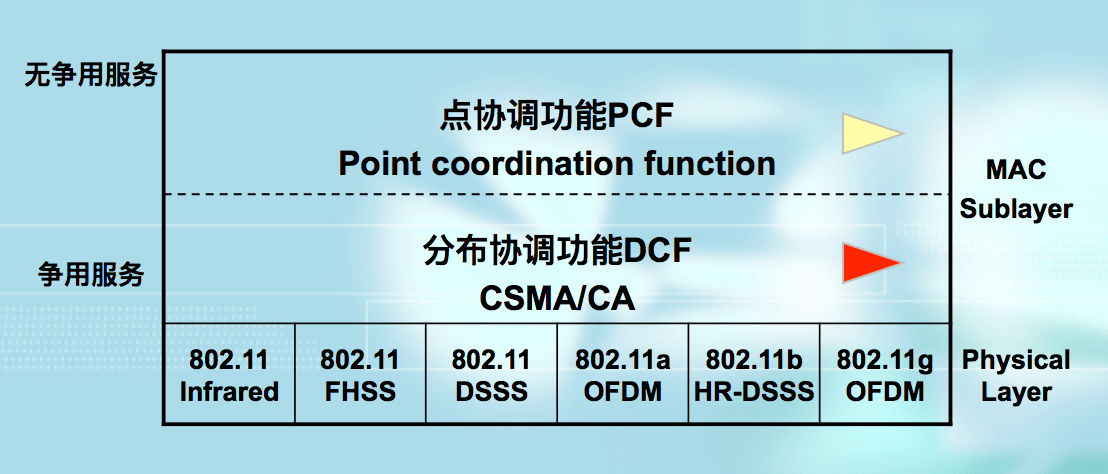 无争用服务
点协调功能PCF
Point coordination function
MAC
Sublayer
分布协调功能DCF
争用服务
CSMA/CA
802.11
Infrared
802.11
FHSS
802.11
DSSS
802.11a
OFDM
802.11b
HR-DSSS
802.11g
OFDM
Physical
Layer